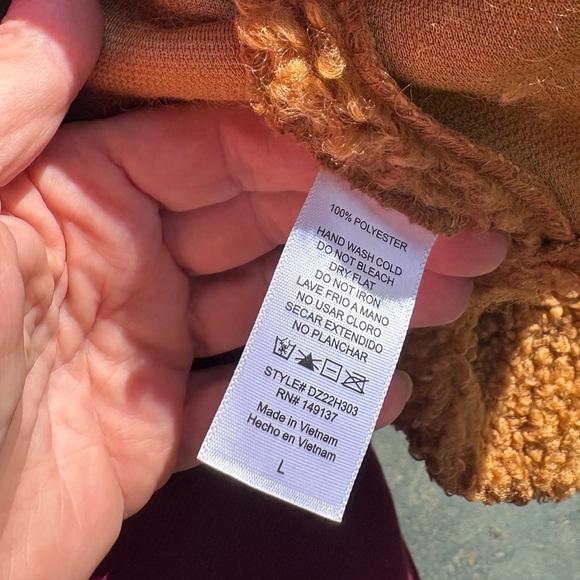 100% POLYESTER
HAND WASH COLD
DO NOT BLEACH
DRY FLAT
DO NOT IRON
LAVE FRIO A MANO
NO USAR CLORO
SECAR EXTENDIDO
NO PLANCHAR
STYLE# DZ22H303
RN# 149137
Made in Vietnam
Hecho en Vietnam
L